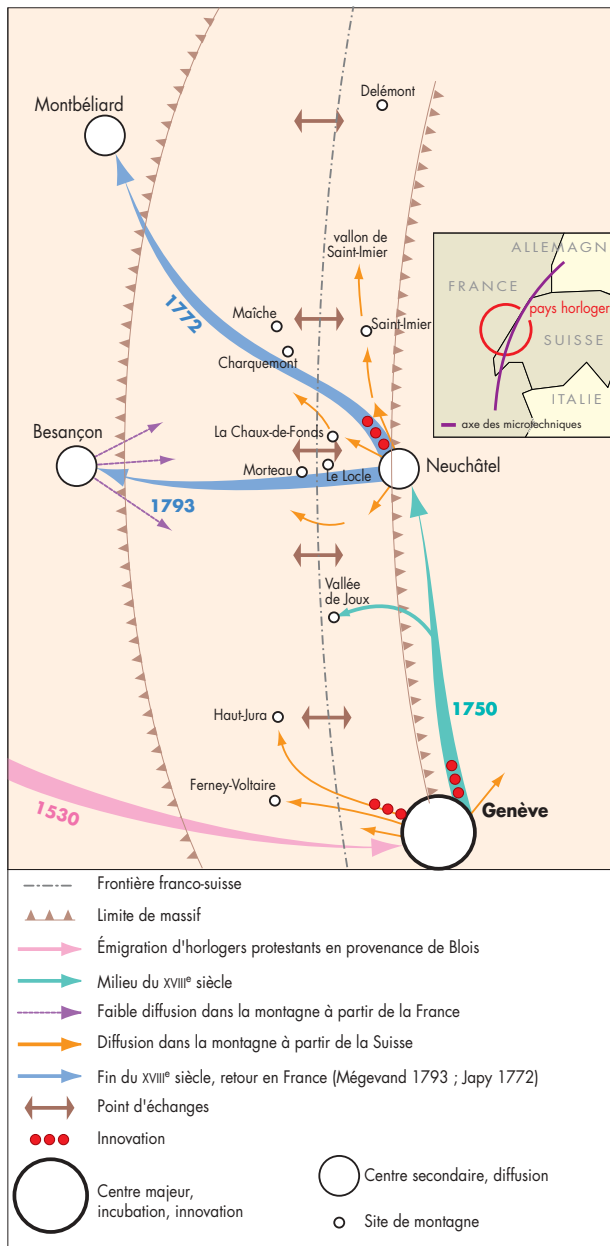 Delémont
Montbéliard
vallon de
Saint-Imier
ALLEMAGN
FRANCE
pays horloger
SUISSE
ITALIE
axe des microtechniques
1772
Maîche
Saint-Imier
Charquemont
La Chaux-de-Fonds
Besançon
Neuchâtel
Le Locle
Morteau
1793
Vallée
de Joux
1750
Haut-Jura
Ferney-Voltaire
1530
Genève
Frontière franco-suisse
Limite de massif
Émigration d'horlogers protestants en provenance de Blois
Milieu du XVIIIe siècle
Faible diffusion dans la montagne à partir de la France
Diffusion dans la montagne à partir de la Suisse
Fin du XVIIIe siècle, retour en France (Mégevand 1793 ; Japy 1772)
Point d'échanges
Innovation
Centre majeur,
incubation, innovation
Centre secondaire, diffusion
Site de montagne